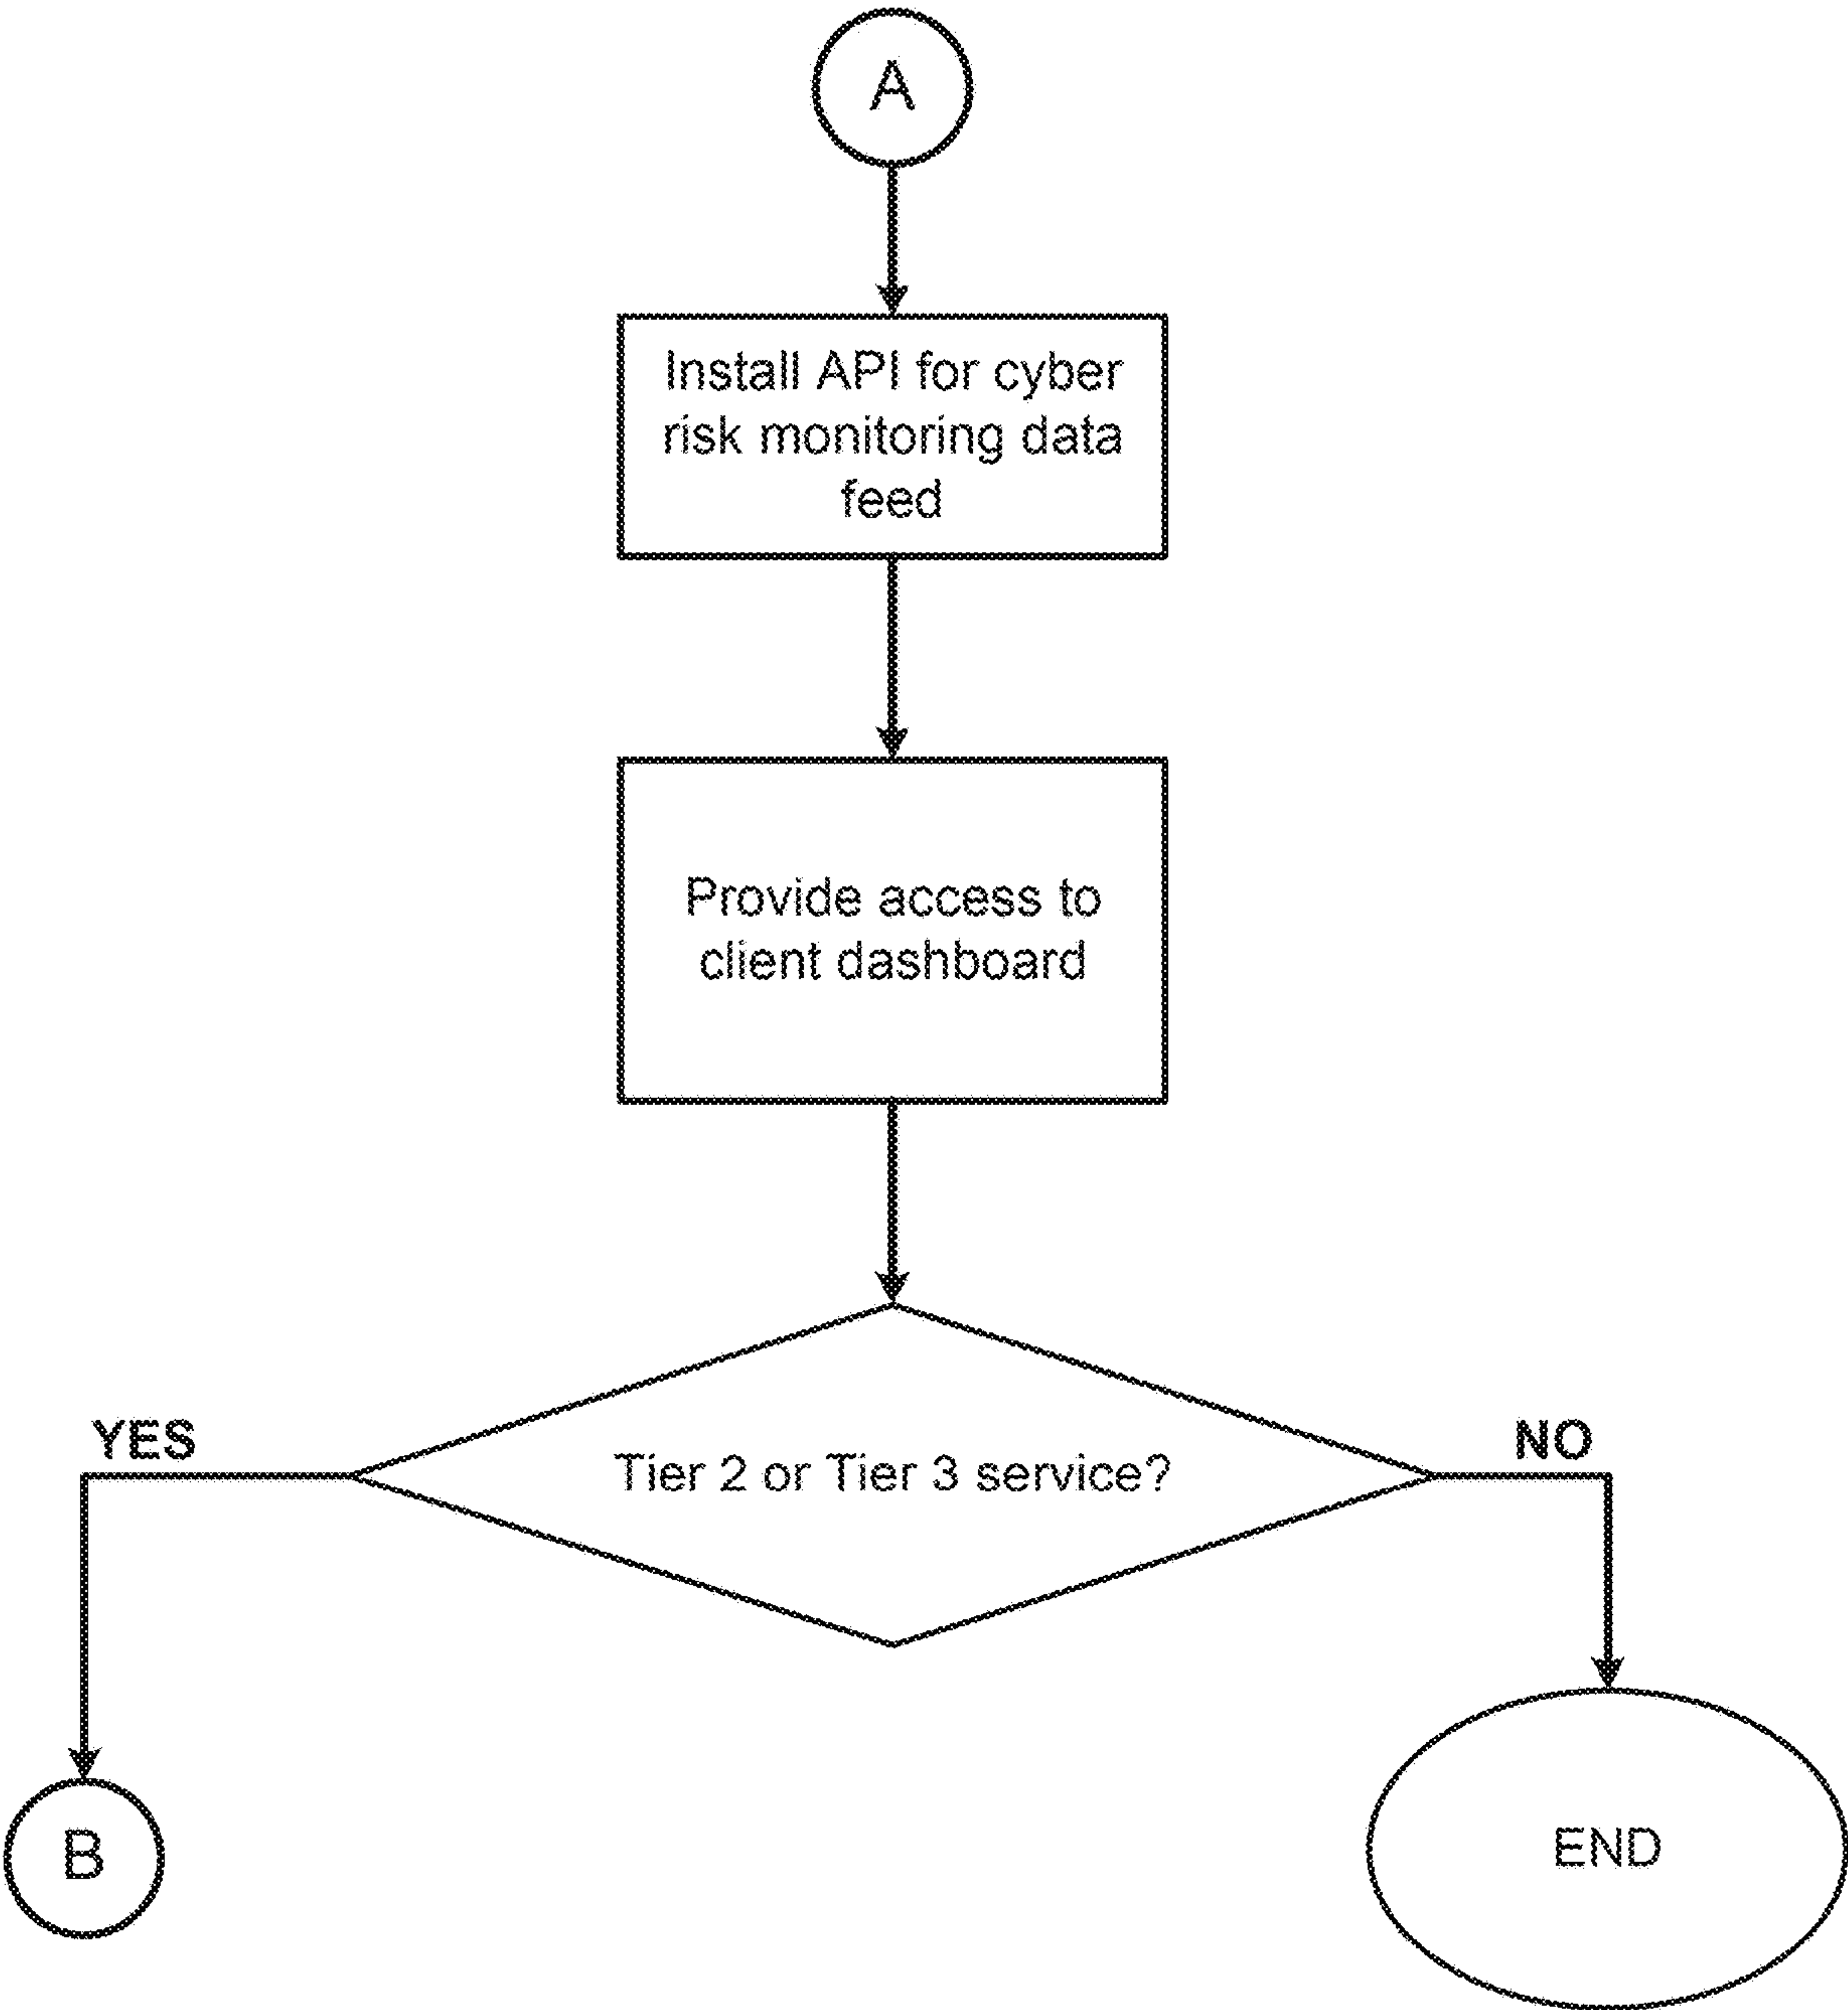 A
Install API for cyber
risk monitoring data
feed
Provide access to
client dashboard
YES
Tier 2 or Tier 3 service?
NO
B
END